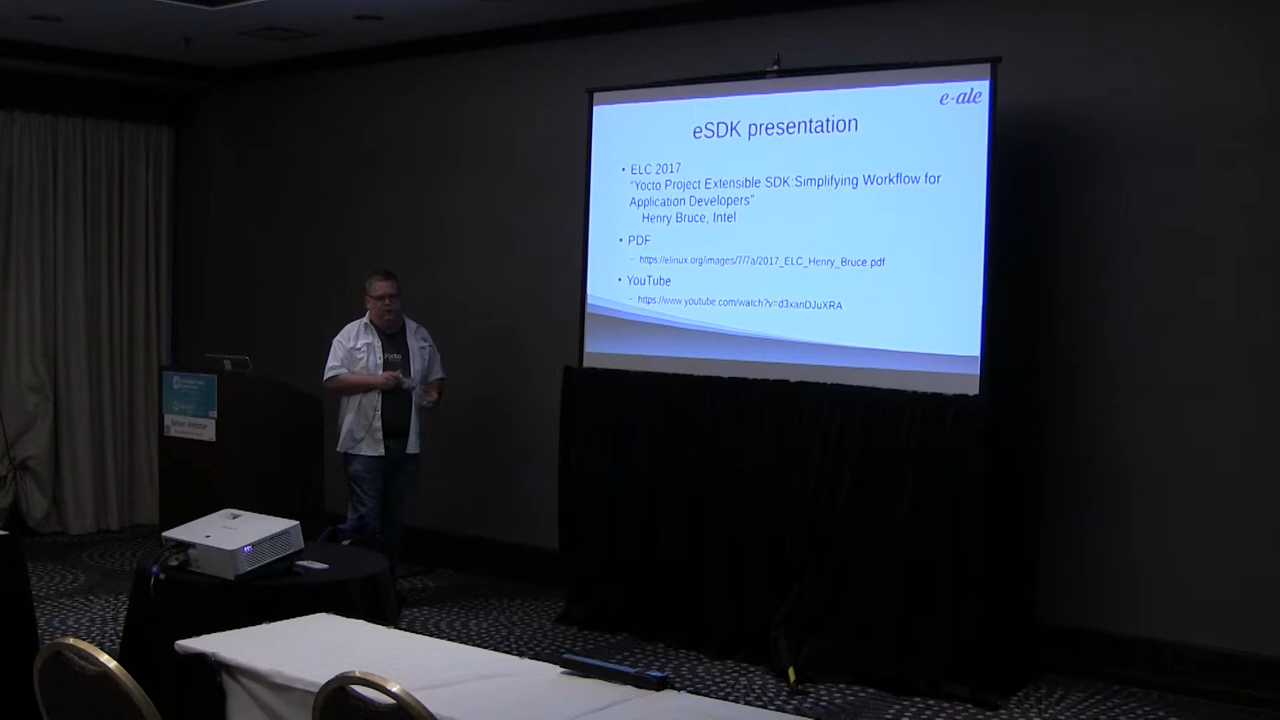 e-ale
eSDK presentation
• ELC 2017
"Yocto Project Extensible SDK:Simplifying Workflow for
Application Developers"
Henry Bruce, Intel
• PDF
- https://elinux.org/images/7/7a/2017_ELC_Henry_Bruce.pdf
• YouTube
- https://www.youtube.com/watch?v=d3xanDJuXRA